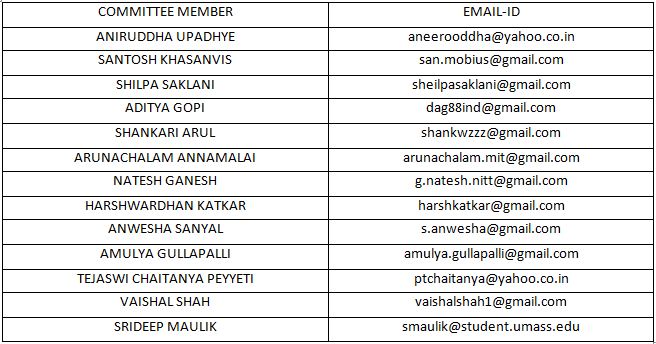 COMMITTEE MEMBER EMAIL-ID
ANIRUDDHA UPADHYE aneerooddha@yahoo.co.in
SANTOSH KHASANVIS san.mobius@gmail.com
SHILPA SAKLANI sheilpasaklani@gmail.com
ADITYA GOPI dag88ind@gmail.com
SHANKARI ARUL shankwzzz@gmail.com
ARUNACHALAM ANNAMALAI arunachalam.mit@gmail.com
NATESH GANESH g.natesh.nitt@gmail.com
HARSHWARDHAN KATKAR harshkatkar@gmail.com
ANWESHA SANYAL s.anwesha@gmail.com
AMULYA GULLAPALLI amulya.gullapalli@gmail.com
TEJASWI CHAITANYA PEYYETI ptchaitanya@yahoo.co.in
VAISHAL SHAH vaishalshah1@gmail.com
SRIDEEP MAULIK smaulik@student.umass.edu